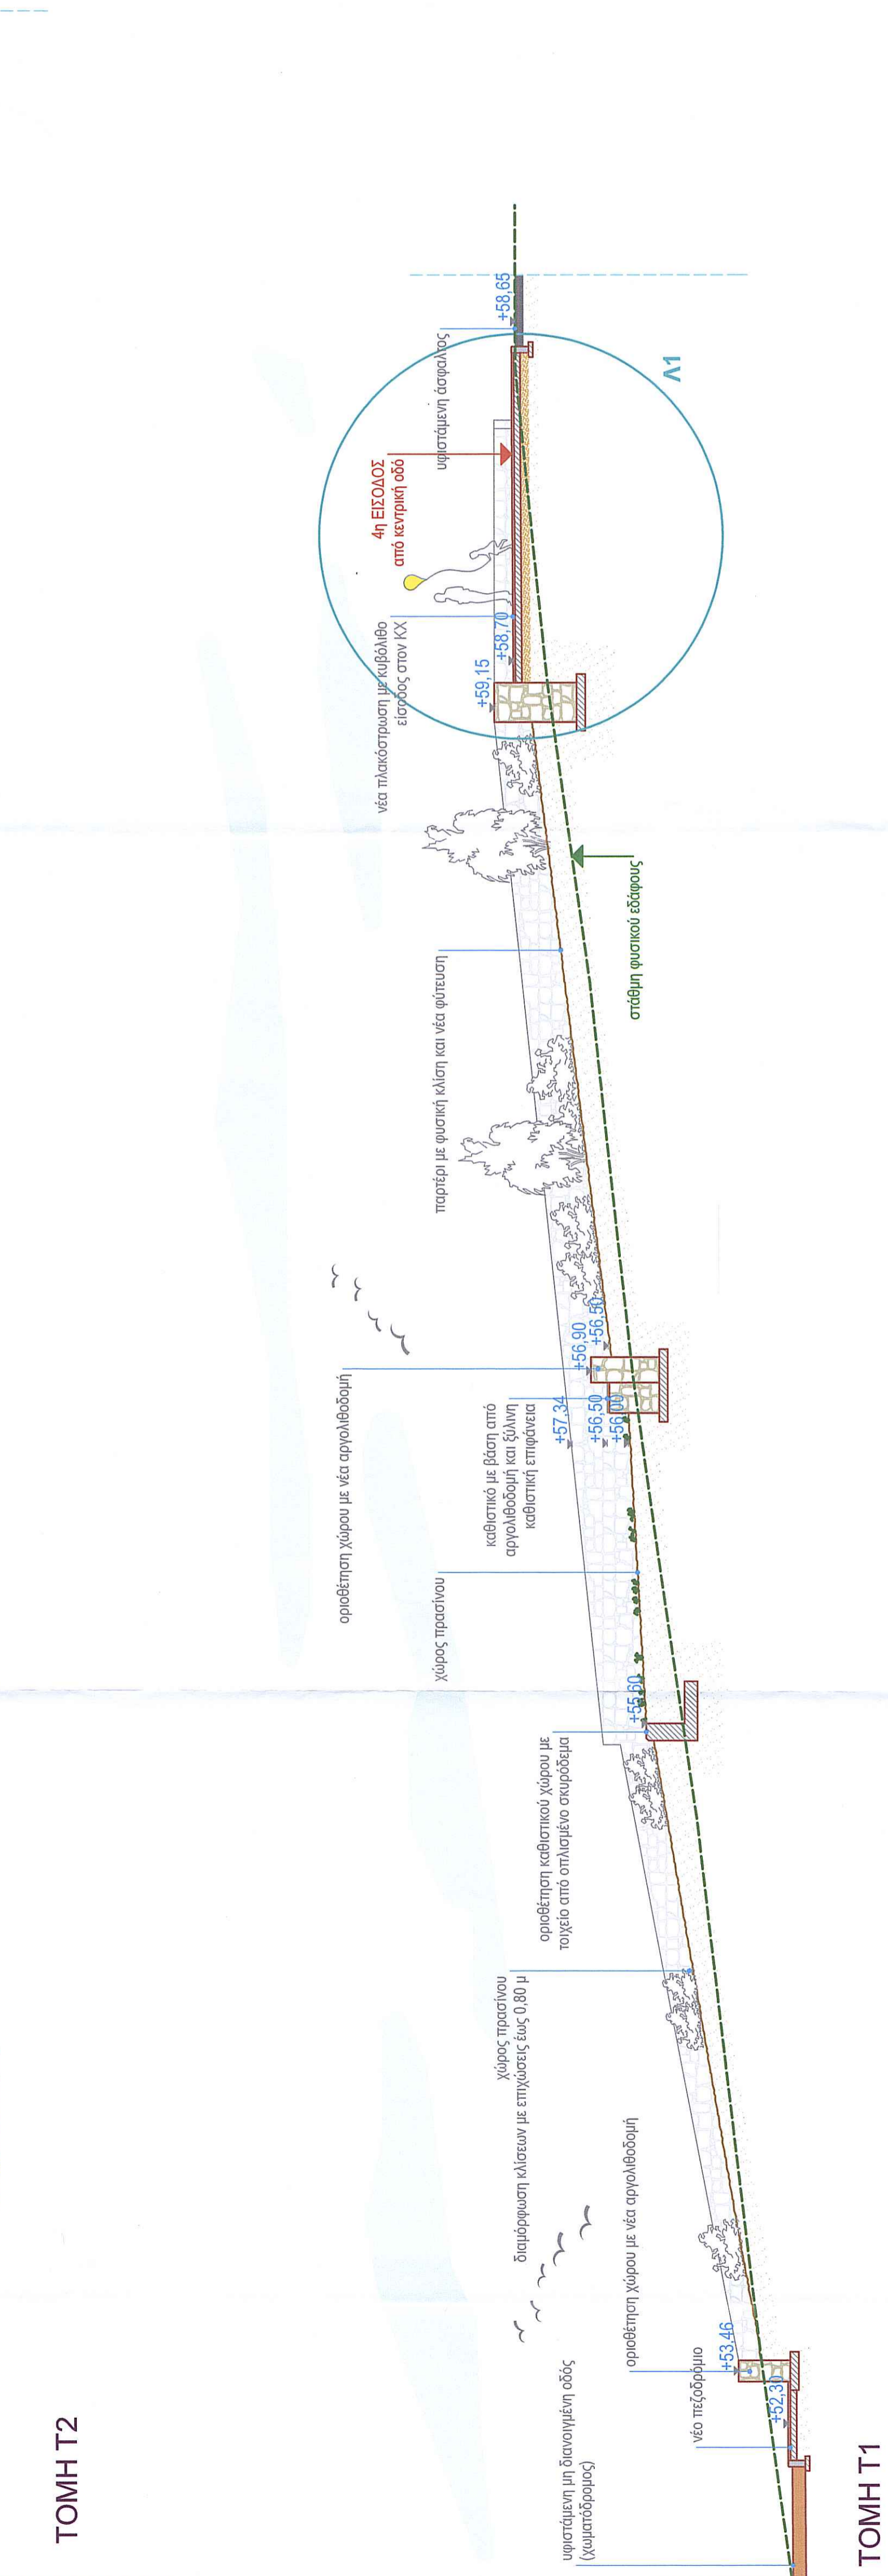 ΤΟΜΗ Τ2
υφιστάμενη μη διανοιγμένη οδός
(χωματόδρομος)
νέο πεζοδρόμιο
+52,30
+53,46
οριοθέτηση χώρου με νέα αργολιθοδομή
χώρος πρασίνου
διαμόρφωση κλίσεων με επιχώσεις έως 0,80 μ
οριοθέτηση καθιστικού χώρου με
τοιχείο από οπλισμένο σκυρόδεμα
+55,60
χώρος πρασίνου
καθιστικό με βάση από
αργολιθοδομή και ξύλινη
καθιστική επιφάνεια
+57,34
+56,50
+56,00
οριοθέτηση χώρου με νέα αργολιθοδομή
+56,90
+56,50
παρτέρι με φυσική κλίση και νέα φύτευση
στάθμη φυσικού εδάφους
νέα πλακόστρωση με κυβόλιθο
είσοδος στον ΚΧ
+59,15
+58,70
4η ΕΙΣΟΔΟΣ
από κεντρική οδό
υφιστάμενη άσφαλτος
+58,65
Λ1
ΤΟΜΗ Τ1